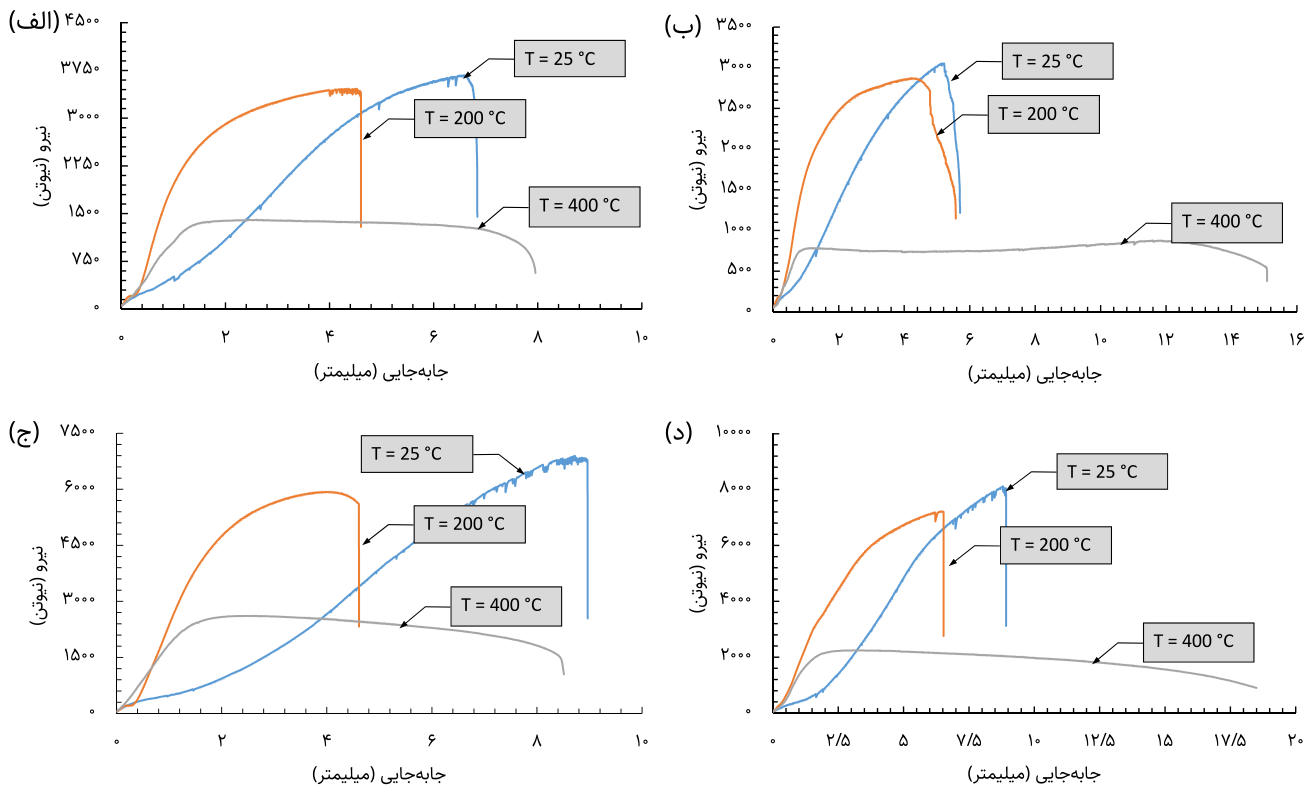 (الف)
نیرو (نیوتن)
۴۵۰۰
۳۷۵۰
۳۰۰۰
۲۲۵۰
۱۵۰۰
۷۵۰
۰
T = 25 °C
T = 200 °C
T = 400 °C
۰ ۲ ۴ ۶ ۸ ۱۰
جابه‌جایی (میلیمتر)
(ب)
نیرو (نیوتن)
۳۵۰۰
۳۰۰۰
۲۵۰۰
۲۰۰۰
۱۵۰۰
۱۰۰۰
۵۰۰
۰
T = 25 °C
T = 200 °C
T = 400 °C
۰ ۲ ۴ ۶ ۸ ۱۰ ۱۲ ۱۴ ۱۶
جابه‌جایی (میلیمتر)
(ج)
نیرو (نیوتن)
۷۵۰۰
۶۰۰۰
۴۵۰۰
۳۰۰۰
۱۵۰۰
۰
T = 25 °C
T = 200 °C
T = 400 °C
۰ ۲ ۴ ۶ ۸ ۱۰
جابه‌جایی (میلیمتر)
(د)
نیرو (نیوتن)
۱۰۰۰۰
۸۰۰۰
۶۰۰۰
۴۰۰۰
۲۰۰۰
۰
T = 25 °C
T = 200 °C
T = 400 °C
۰ ۲/۵ ۵ ۷/۵ ۱۰ ۱۲/۵ ۱۵ ۱۷/۵ ۲۰
جابه‌جایی (میلیمتر)